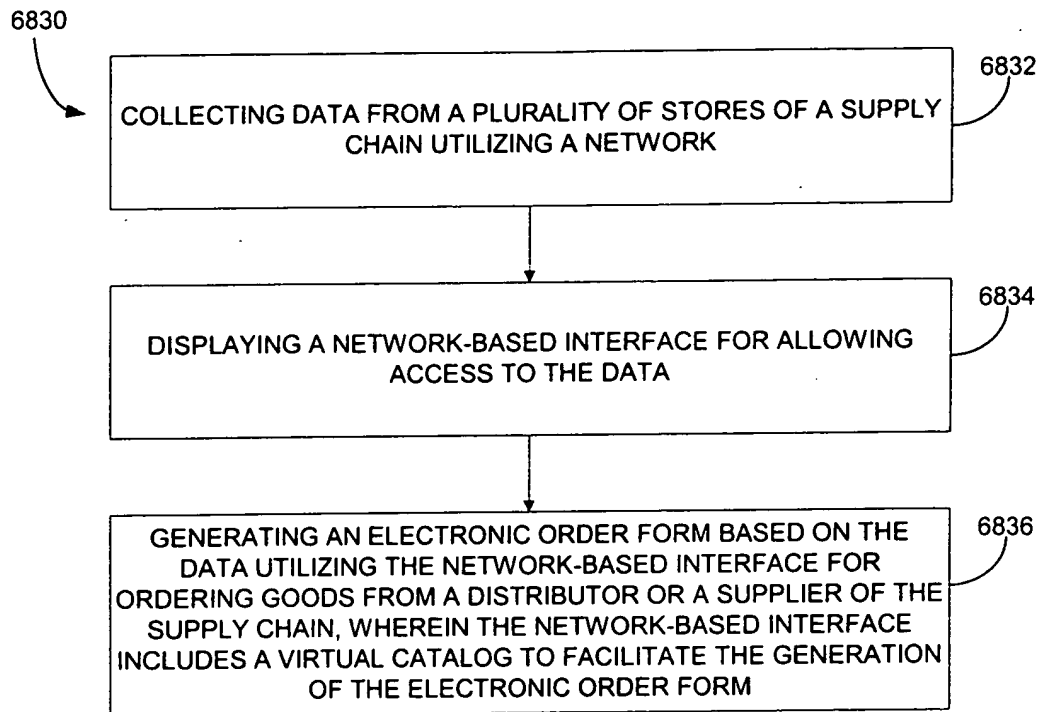 6830
6832
COLLECTING DATA FROM A PLURALITY OF STORES OF A SUPPLY
CHAIN UTILIZING A NETWORK
6834
DISPLAYING A NETWORK-BASED INTERFACE FOR ALLOWING
ACCESS TO THE DATA
6836
GENERATING AN ELECTRONIC ORDER FORM BASED ON THE
DATA UTILIZING THE NETWORK-BASED INTERFACE FOR
ORDERING GOODS FROM A DISTRIBUTOR OR A SUPPLIER OF THE
SUPPLY CHAIN, WHEREIN THE NETWORK-BASED INTERFACE
INCLUDES A VIRTUAL CATALOG TO FACILITATE THE GENERATION
OF THE ELECTRONIC ORDER FORM